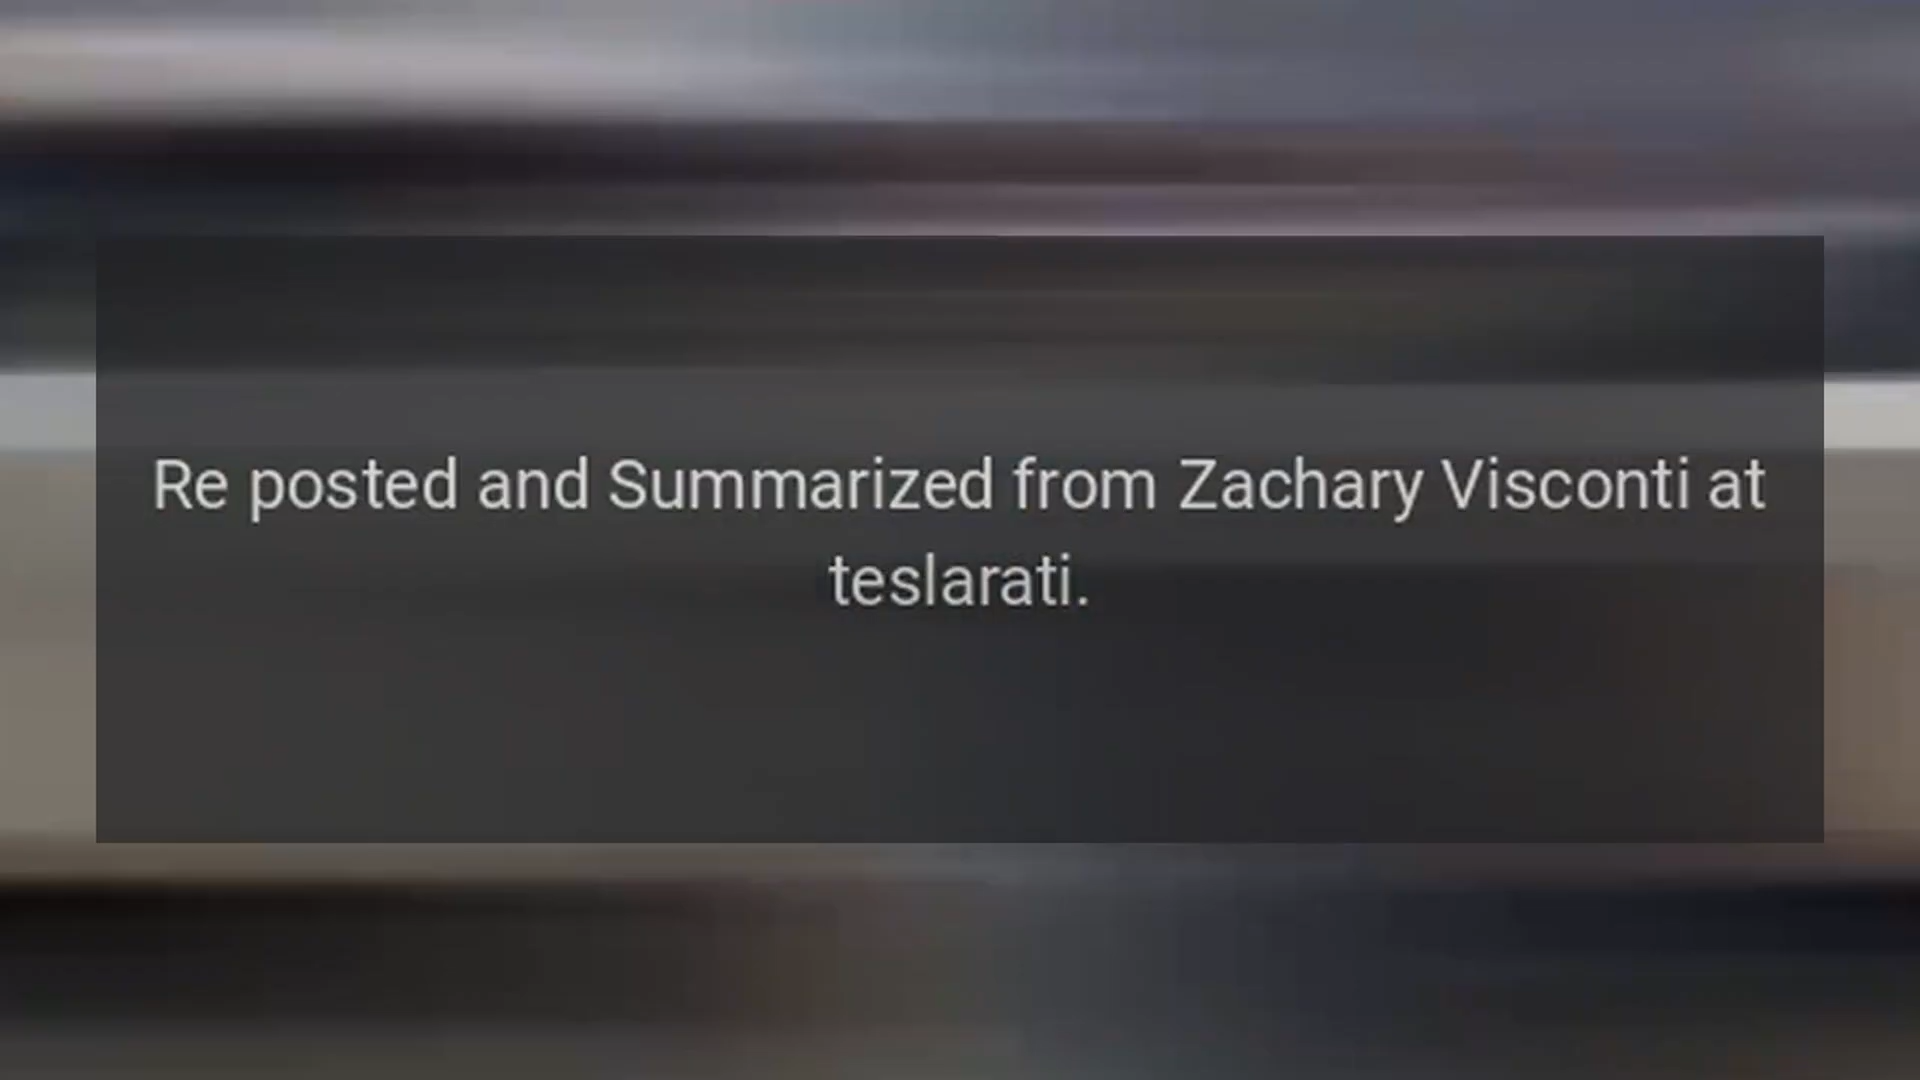 Re posted and Summarized from Zachary Visconti at
teslarati.